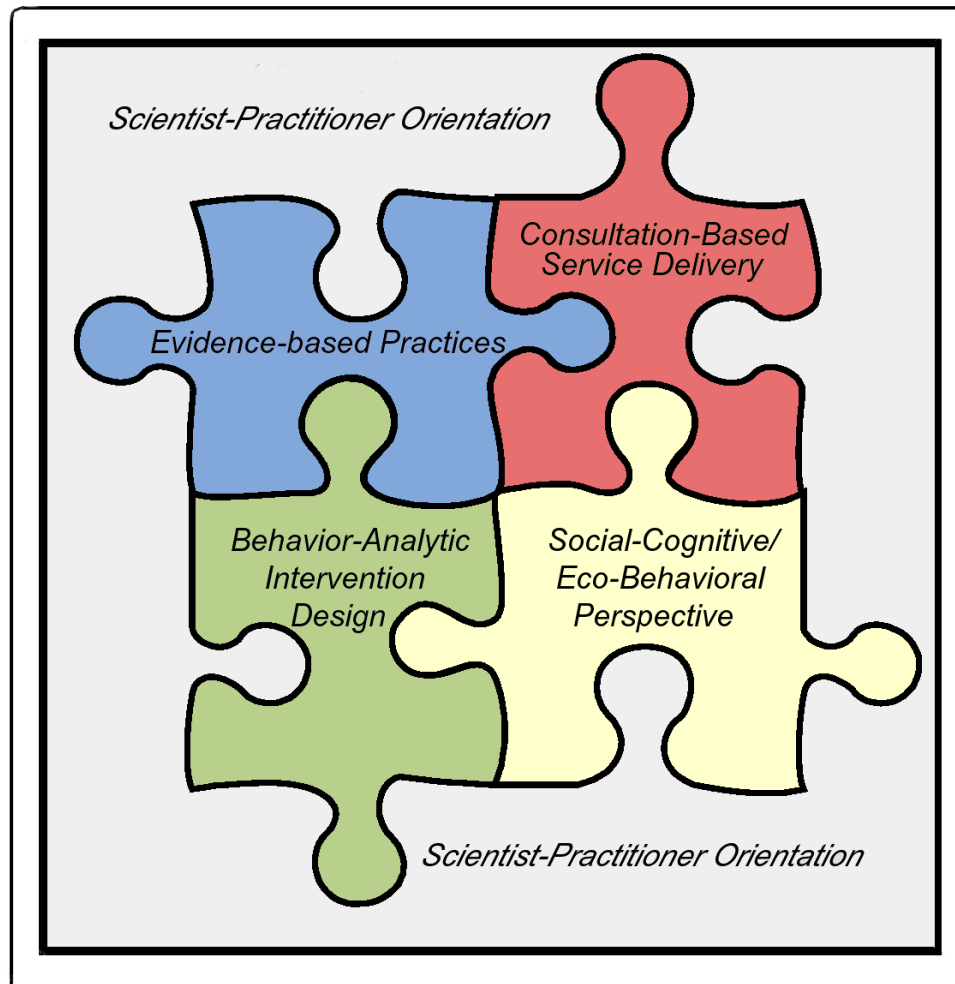 Scientist-Practitioner Orientation
Consultation-Based
Service Delivery
Evidence-based Practices
Behavior-Analytic
Intervention
Design
Social-Cognitive/
Eco-Behavioral
Perspective
Scientist-Practitioner Orientation